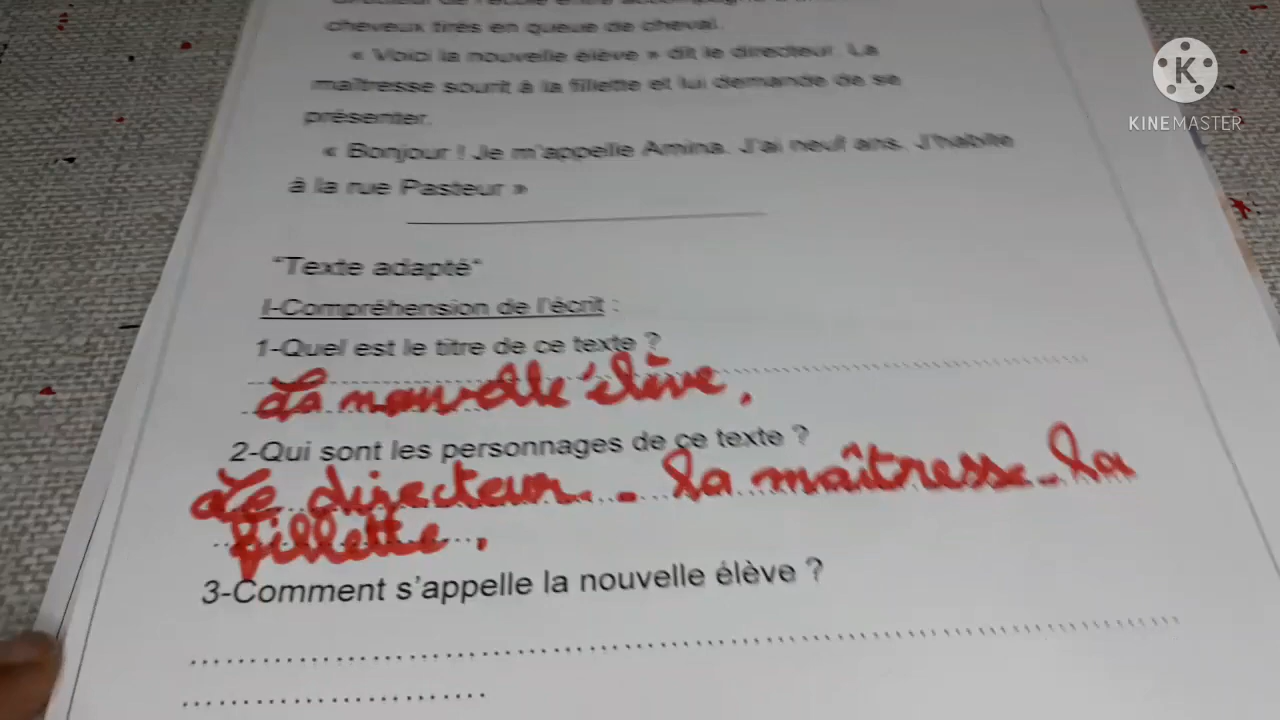 cheveux tirés en queue de cheval.
« Voici la nouvelle élève » dit le directeur. La
maîtresse sourit à la fillette et lui demande de se
présenter.
« Bonjour ! Je m'appelle Amina. J'ai neuf ans. J'habite
à la rue Pasteur »
"Texte adapté"
I-Compréhension de l'écrit :
1-Quel est le titre de ce texte ?
La nouvelle élève.
2-Qui sont les personnages de ce texte ?
Le directeur - la maîtresse - la
fillette.
3-Comment s'appelle la nouvelle élève ?
K
KINEMASTER